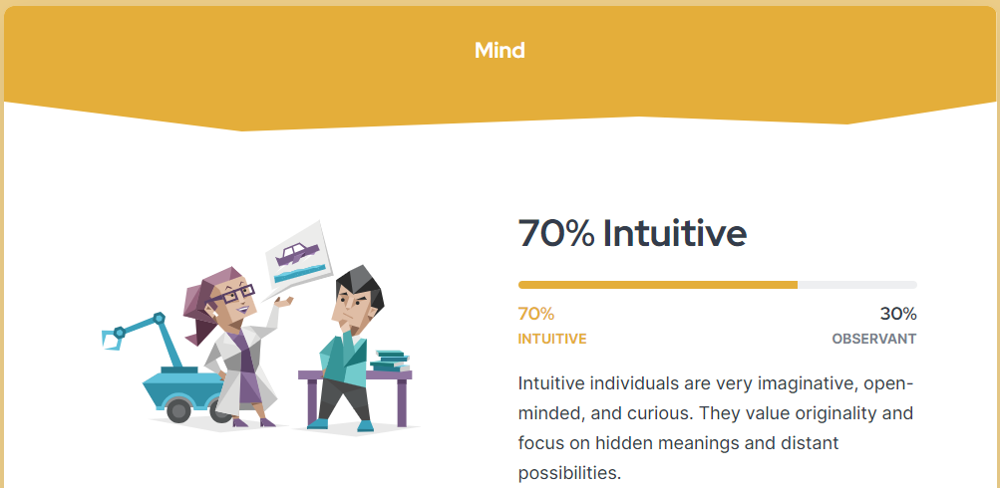 Mind
70% Intuitive
70% 30%
INTUITIVE OBSERVANT
Intuitive individuals are very imaginative, open-
minded, and curious. They value originality and
focus on hidden meanings and distant
possibilities.